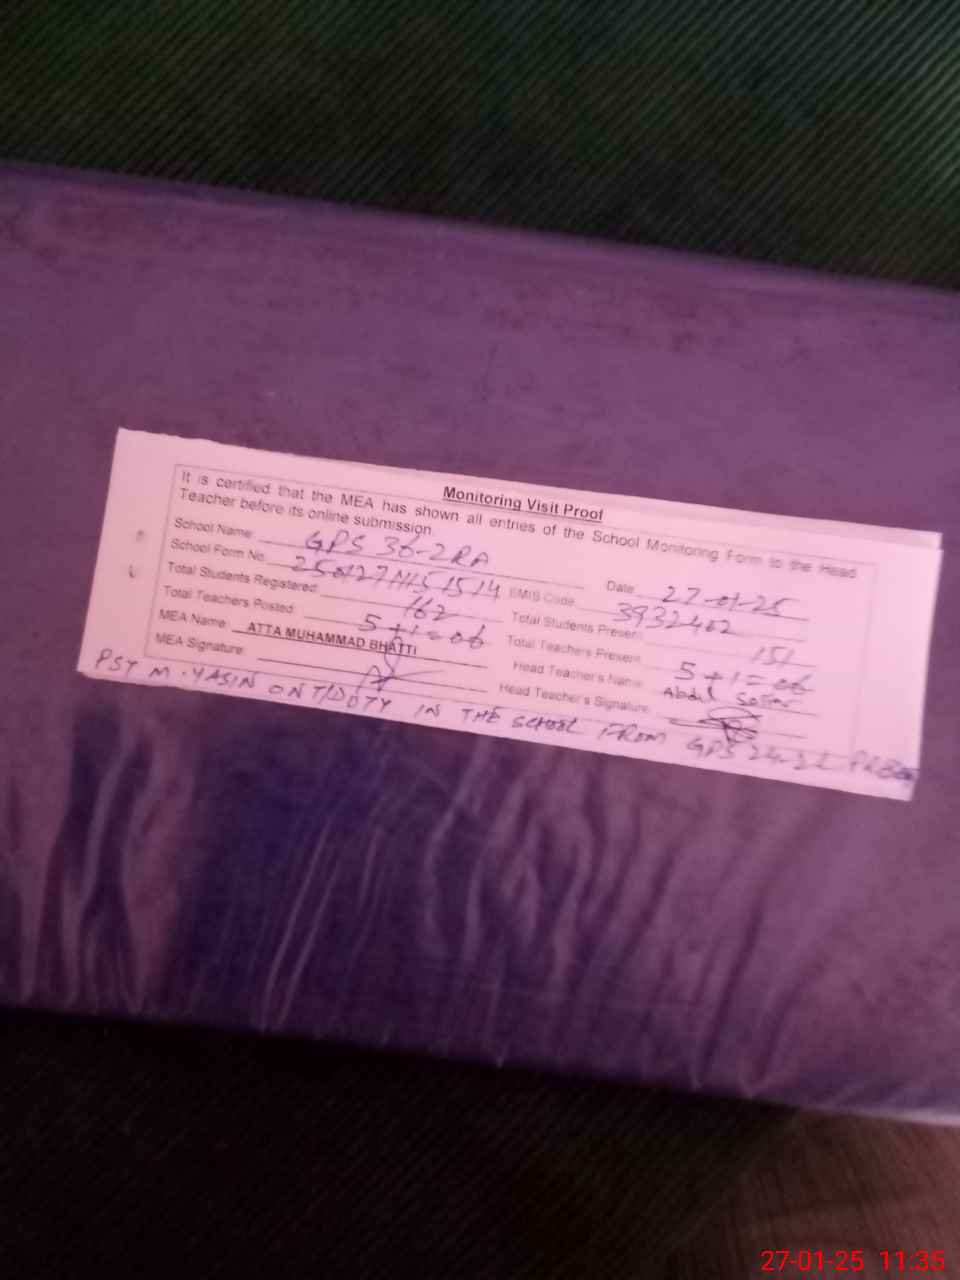 Monitoring Visit Proof
It is certified that the MEA has shown all entries of the School Monitoring Form to the Head
Teacher before its online submission.
School Name: GPS 36-2RA Date 27-01-25
School Form No. EMIS Code 3932402
Total Students Registered: 162 Total Students Present 151
Total Teachers Posted 5+1=06 Total Teachers Present 5+1=06
MEA Name: ATTA MUHAMMAD BHATTI Head Teacher's Name Abdul Sattar
MEA Signature: Head Teacher's Signature
PST M. YASIN ON T/DUTY IN THE SCHOOL FROM GPS
27-01-25 11:35